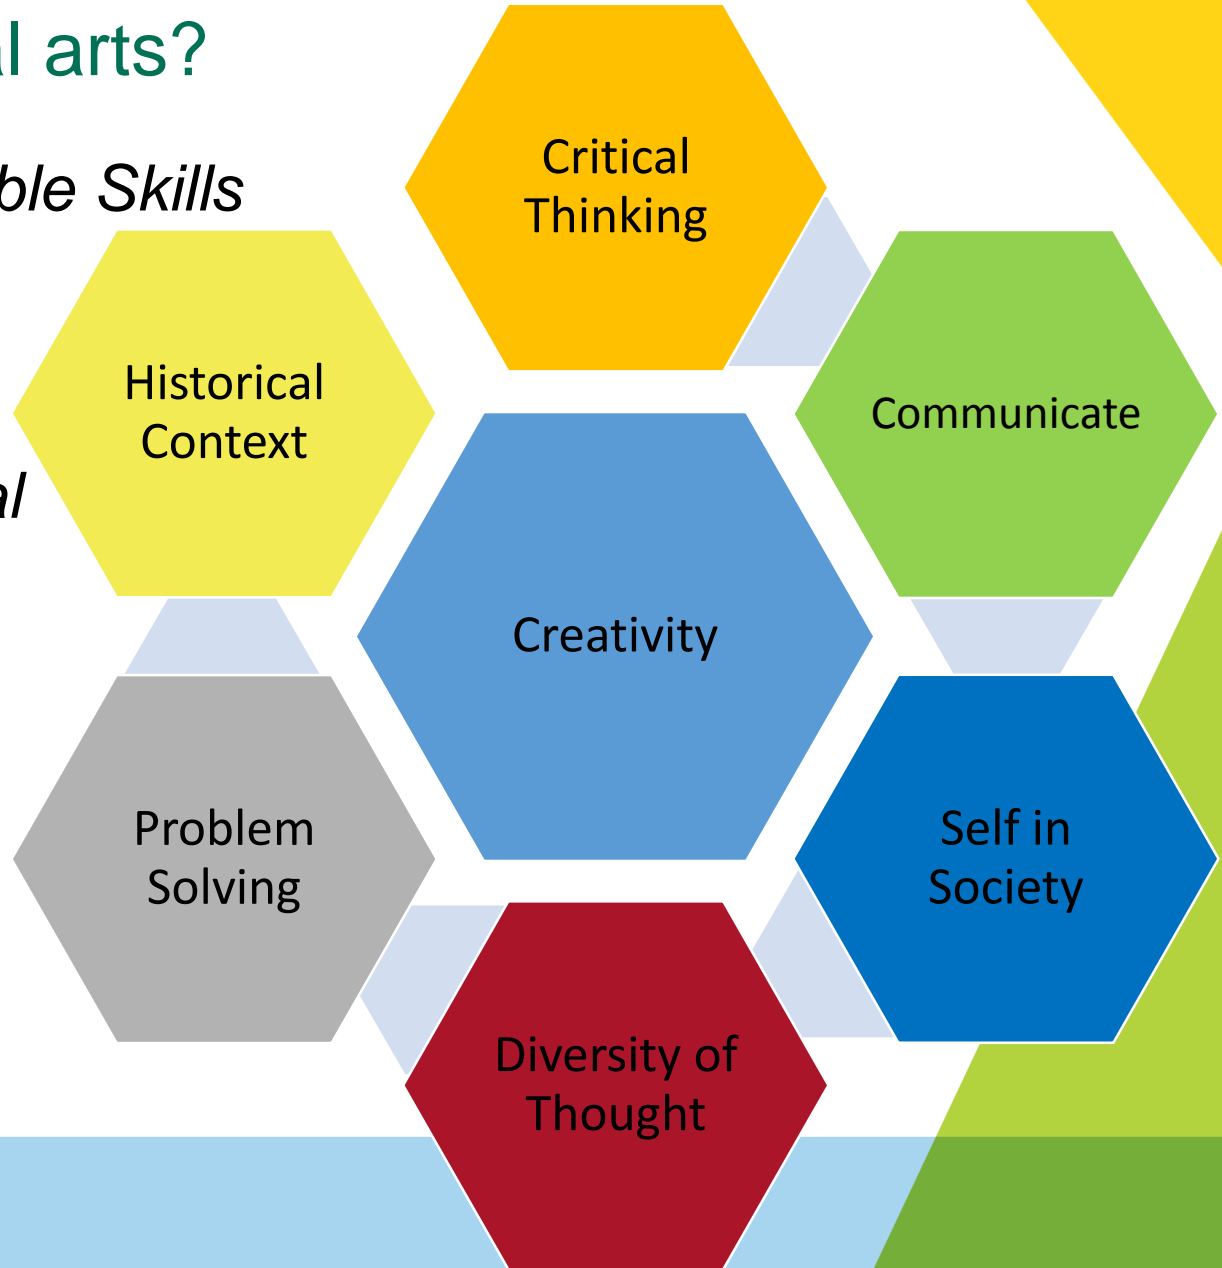 l arts?
ble Skills
al
Critical
Thinking
Historical
Context
Communicate
Creativity
Problem
Solving
Self in
Society
Diversity of
Thought